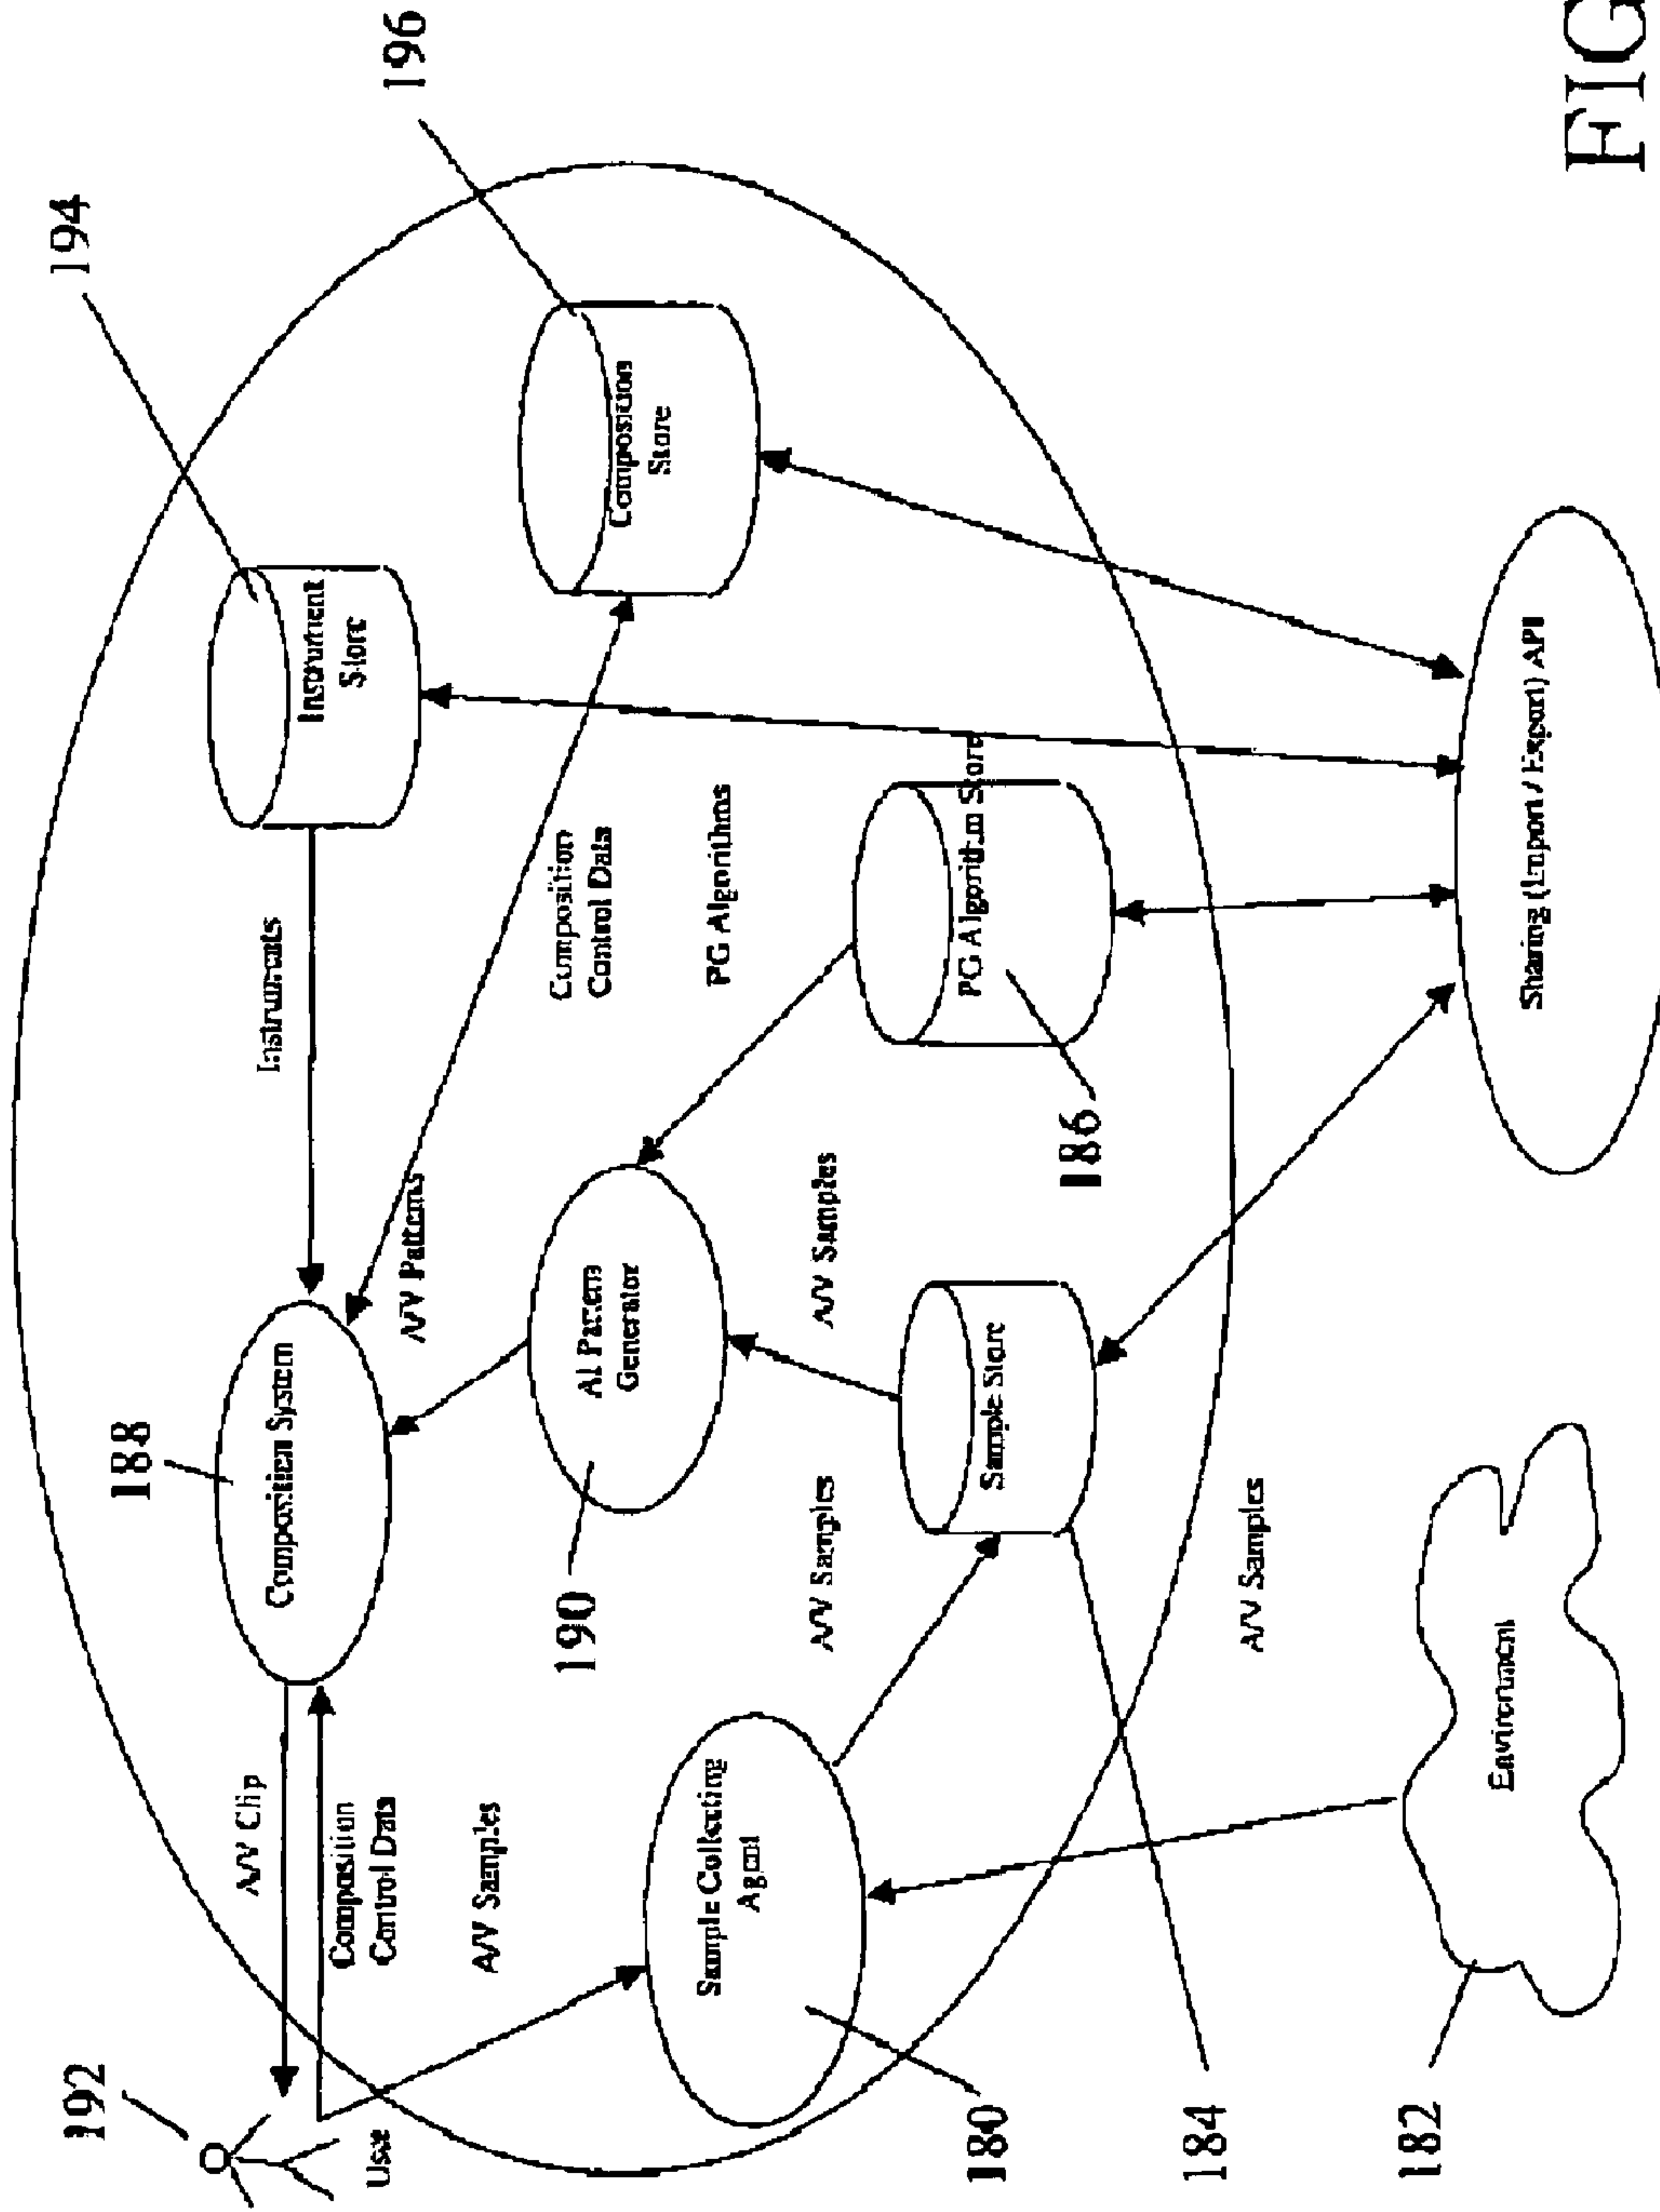 192
User
A/V Clip
Composition
Control Data
A/V Samples
188
Composition System
Instruments
194
Instrument
Store
196
Composition
Store
A/V Patterns
Composition
Control Data
PG Algorithms
190
AI Pattern
Generator
Sample Collecting
Agent
180
A/V Samples
A/V Samples
Sample Store
184
PG Algorithm Store
186
A/V Samples
Environment
182
Sharing (Import / Export) API
FIG